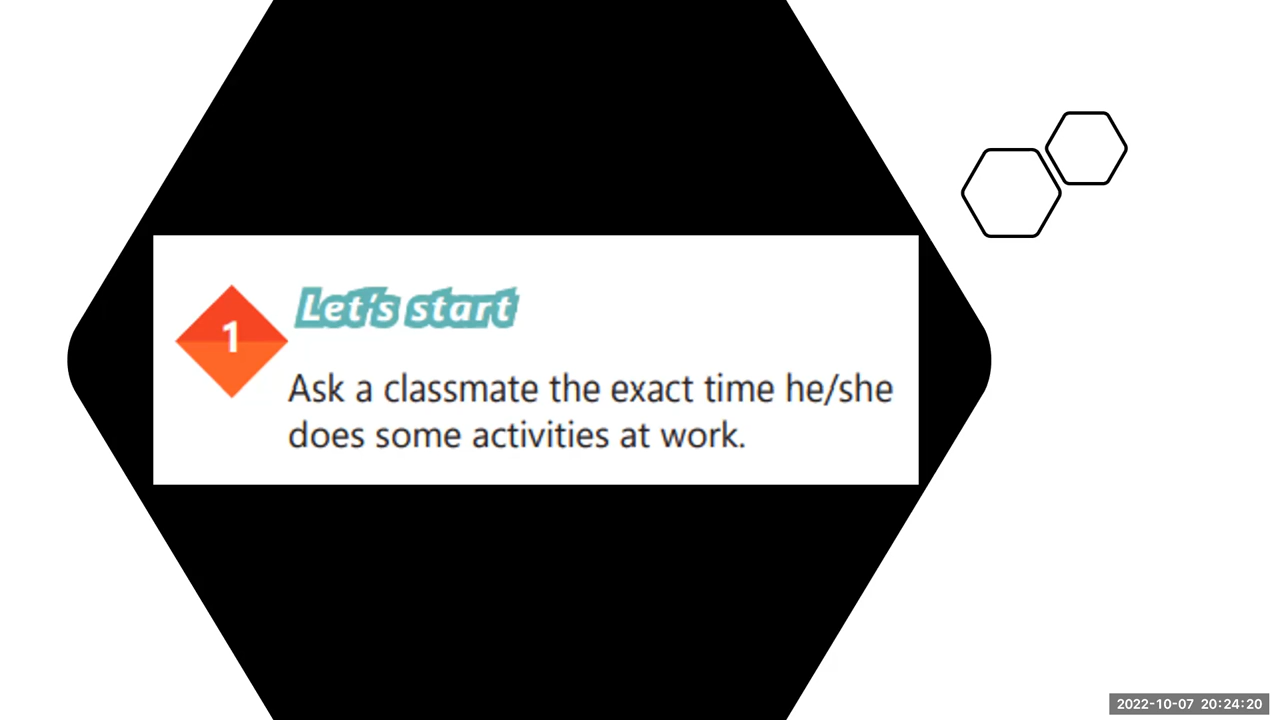 Let's start
1
Ask a classmate the exact time he/she
does some activities at work.
2022-10-07 20:24:20